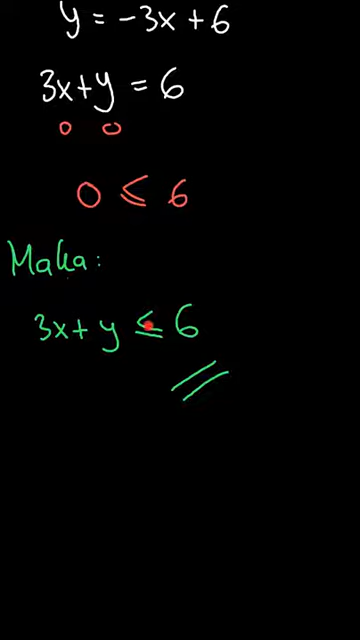 y = -3x + 6
3x + y = 6
0 0
0 ≤ 6
Maka:
3x + y ≤ 6